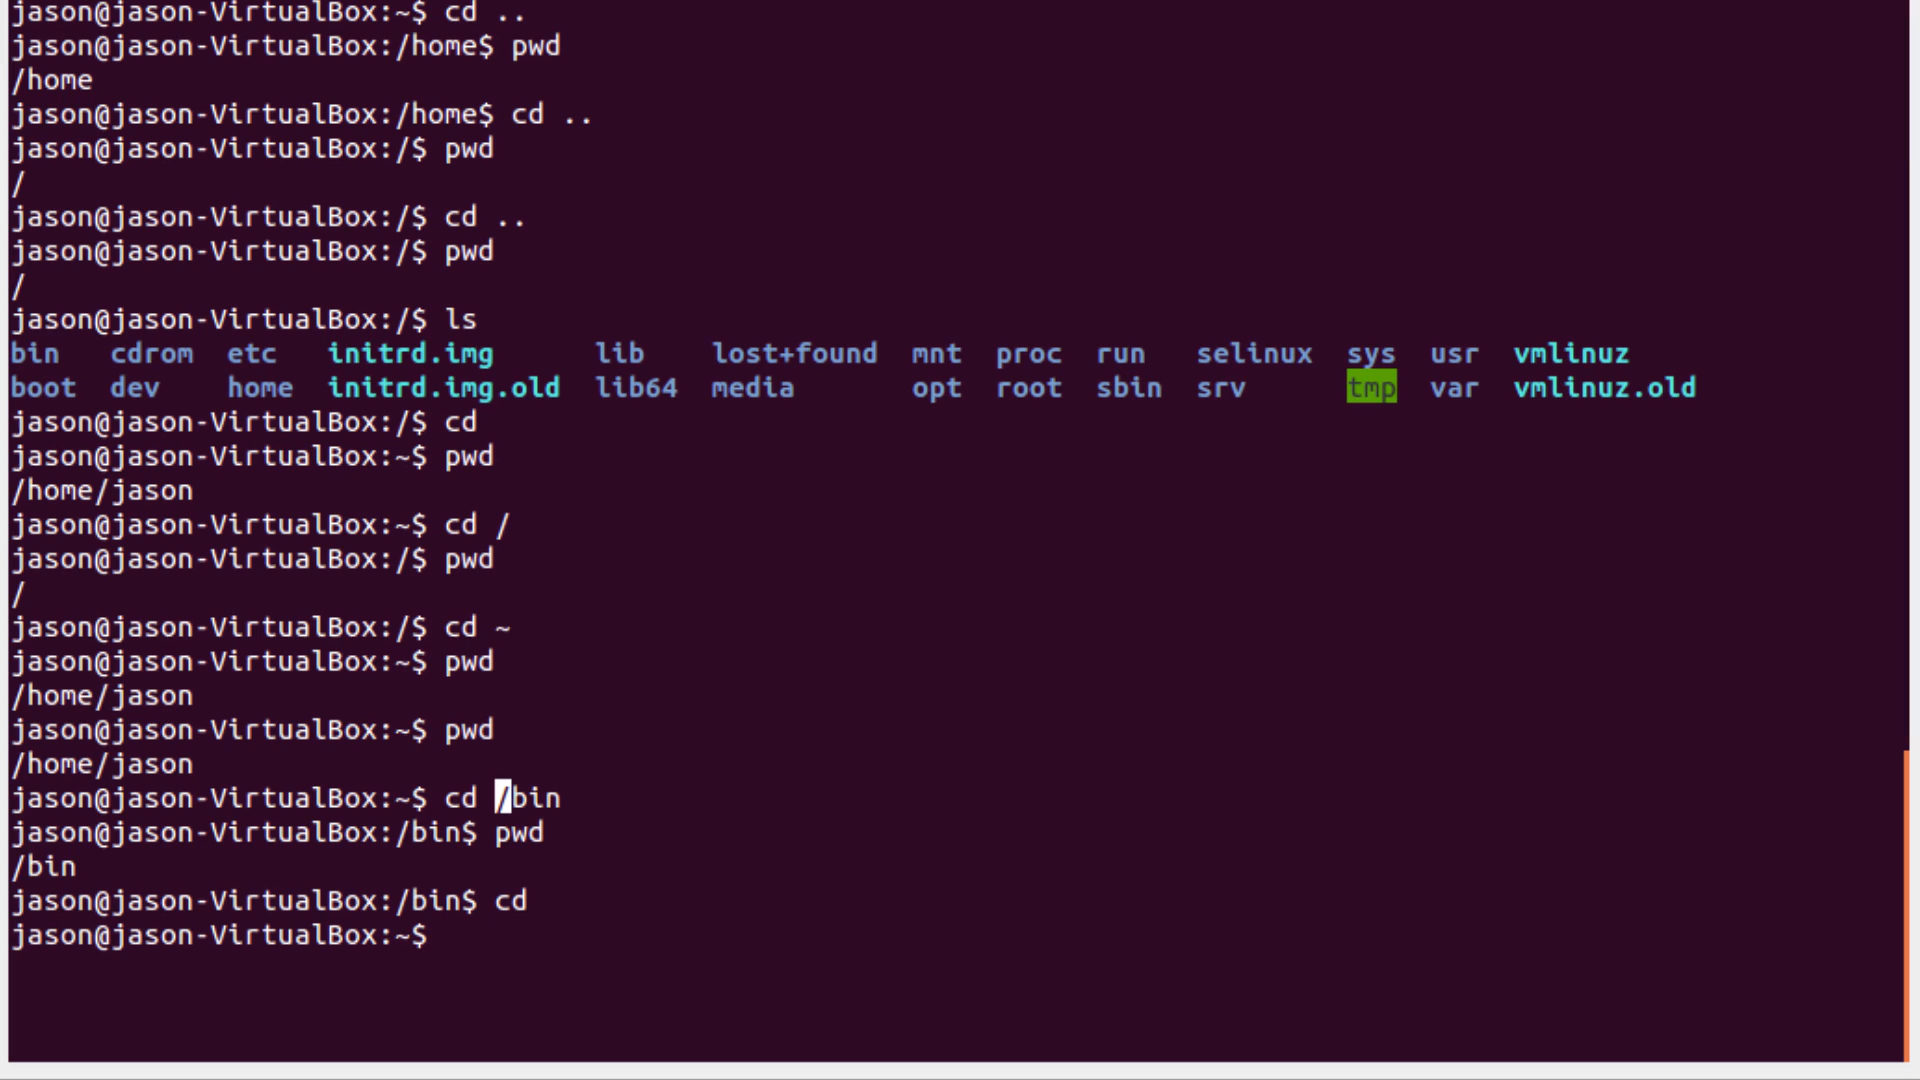 jason@jason-VirtualBox:~$ cd ..
jason@jason-VirtualBox:/home$ pwd
/home
jason@jason-VirtualBox:/home$ cd ..
jason@jason-VirtualBox:/$ pwd
/
jason@jason-VirtualBox:/$ cd ..
jason@jason-VirtualBox:/$ pwd
/
jason@jason-VirtualBox:/$ ls
bin   cdrom  etc   initrd.img      lib    lost+found  mnt  proc  run   selinux  sys  usr  vmlinuz
boot  dev    home  initrd.img.old  lib64  media       opt  root  sbin  srv      tmp  var  vmlinuz.old
jason@jason-VirtualBox:/$ cd
jason@jason-VirtualBox:~$ pwd
/home/jason
jason@jason-VirtualBox:~$ cd /
jason@jason-VirtualBox:/$ pwd
/
jason@jason-VirtualBox:/$ cd ~
jason@jason-VirtualBox:~$ pwd
/home/jason
jason@jason-VirtualBox:~$ pwd
/home/jason
jason@jason-VirtualBox:~$ cd /bin
jason@jason-VirtualBox:/bin$ pwd
/bin
jason@jason-VirtualBox:/bin$ cd
jason@jason-VirtualBox:~$